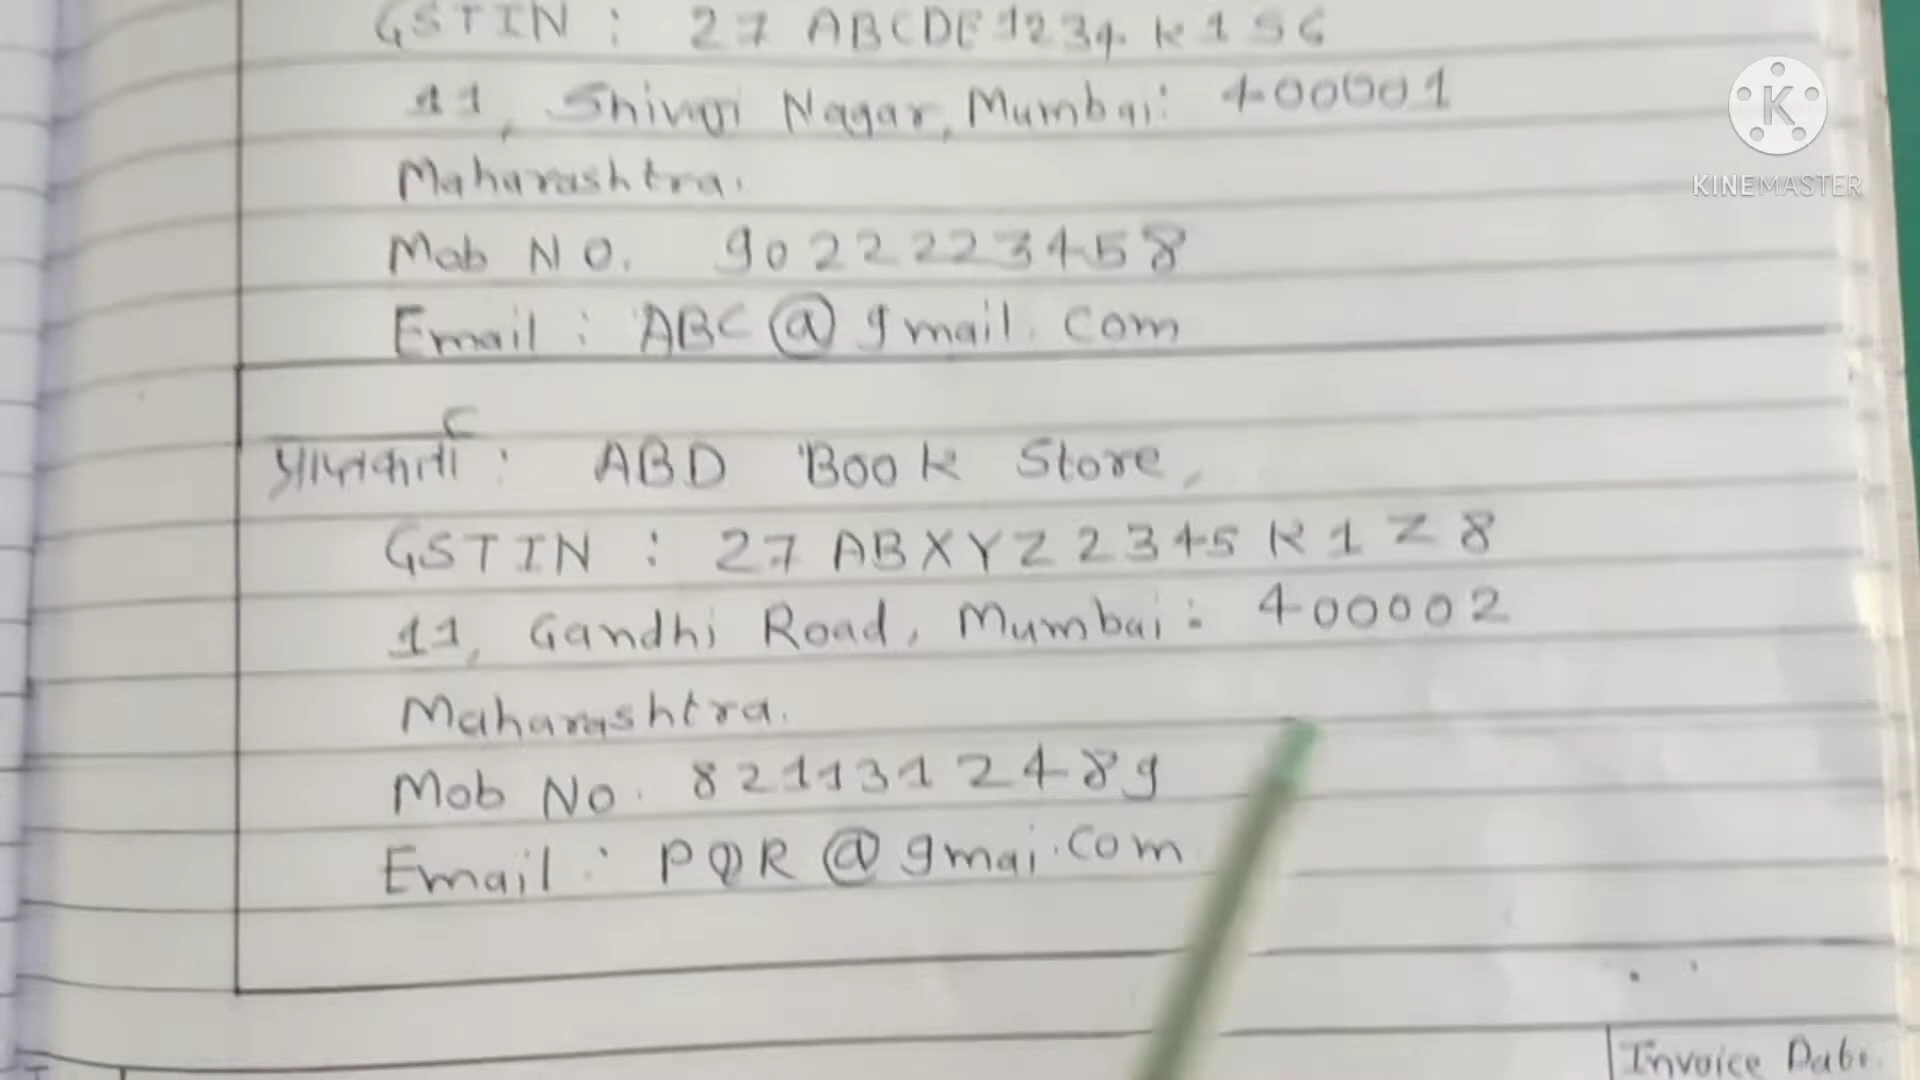 GSTIN : 27 ABCDE1234 K1SG
11, Shivaji Nagar, Mumbai: 400001
Maharashtra.
Mob NO. 9022223458
Email : ABC@gmail.com
प्राप्तकर्ता : ABD Book Store,
GSTIN : 27 ABXYZ2345K1Z8
11, Gandhi Road, Mumbai: 400002
Maharashtra.
Mob No. 8211312489
Email : PQR@gmai.com
Invoice Date
K
KINEMASTER